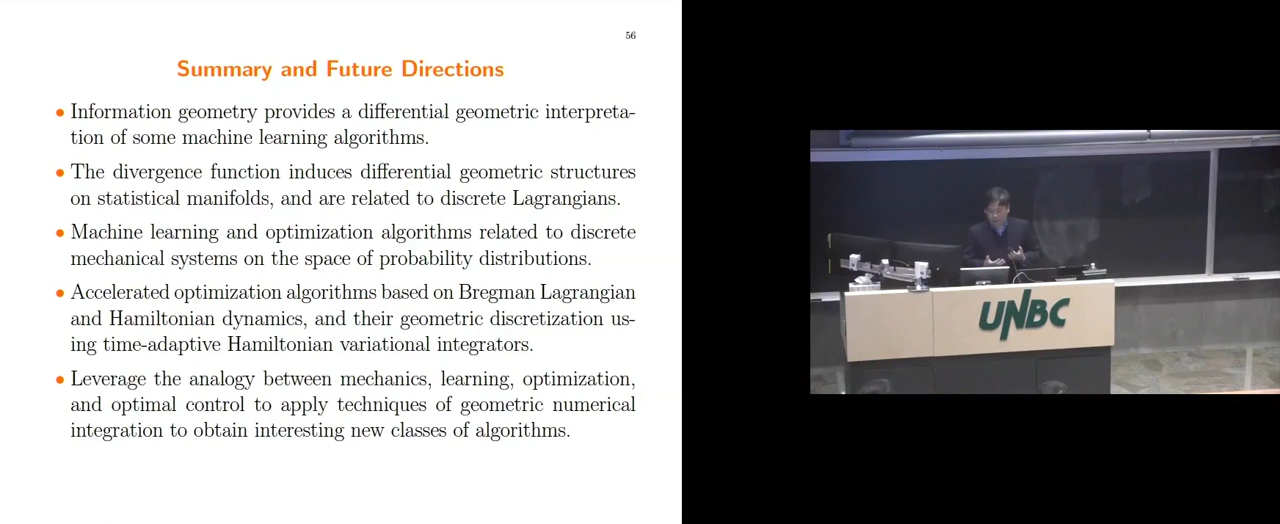 56
Summary and Future Directions
• Information geometry provides a differential geometric interpreta-
tion of some machine learning algorithms.
• The divergence function induces differential geometric structures
on statistical manifolds, and are related to discrete Lagrangians.
• Machine learning and optimization algorithms related to discrete
mechanical systems on the space of probability distributions.
• Accelerated optimization algorithms based on Bregman Lagrangian
and Hamiltonian dynamics, and their geometric discretization us-
ing time-adaptive Hamiltonian variational integrators.
• Leverage the analogy between mechanics, learning, optimization,
and optimal control to apply techniques of geometric numerical
integration to obtain interesting new classes of algorithms.
UNBC